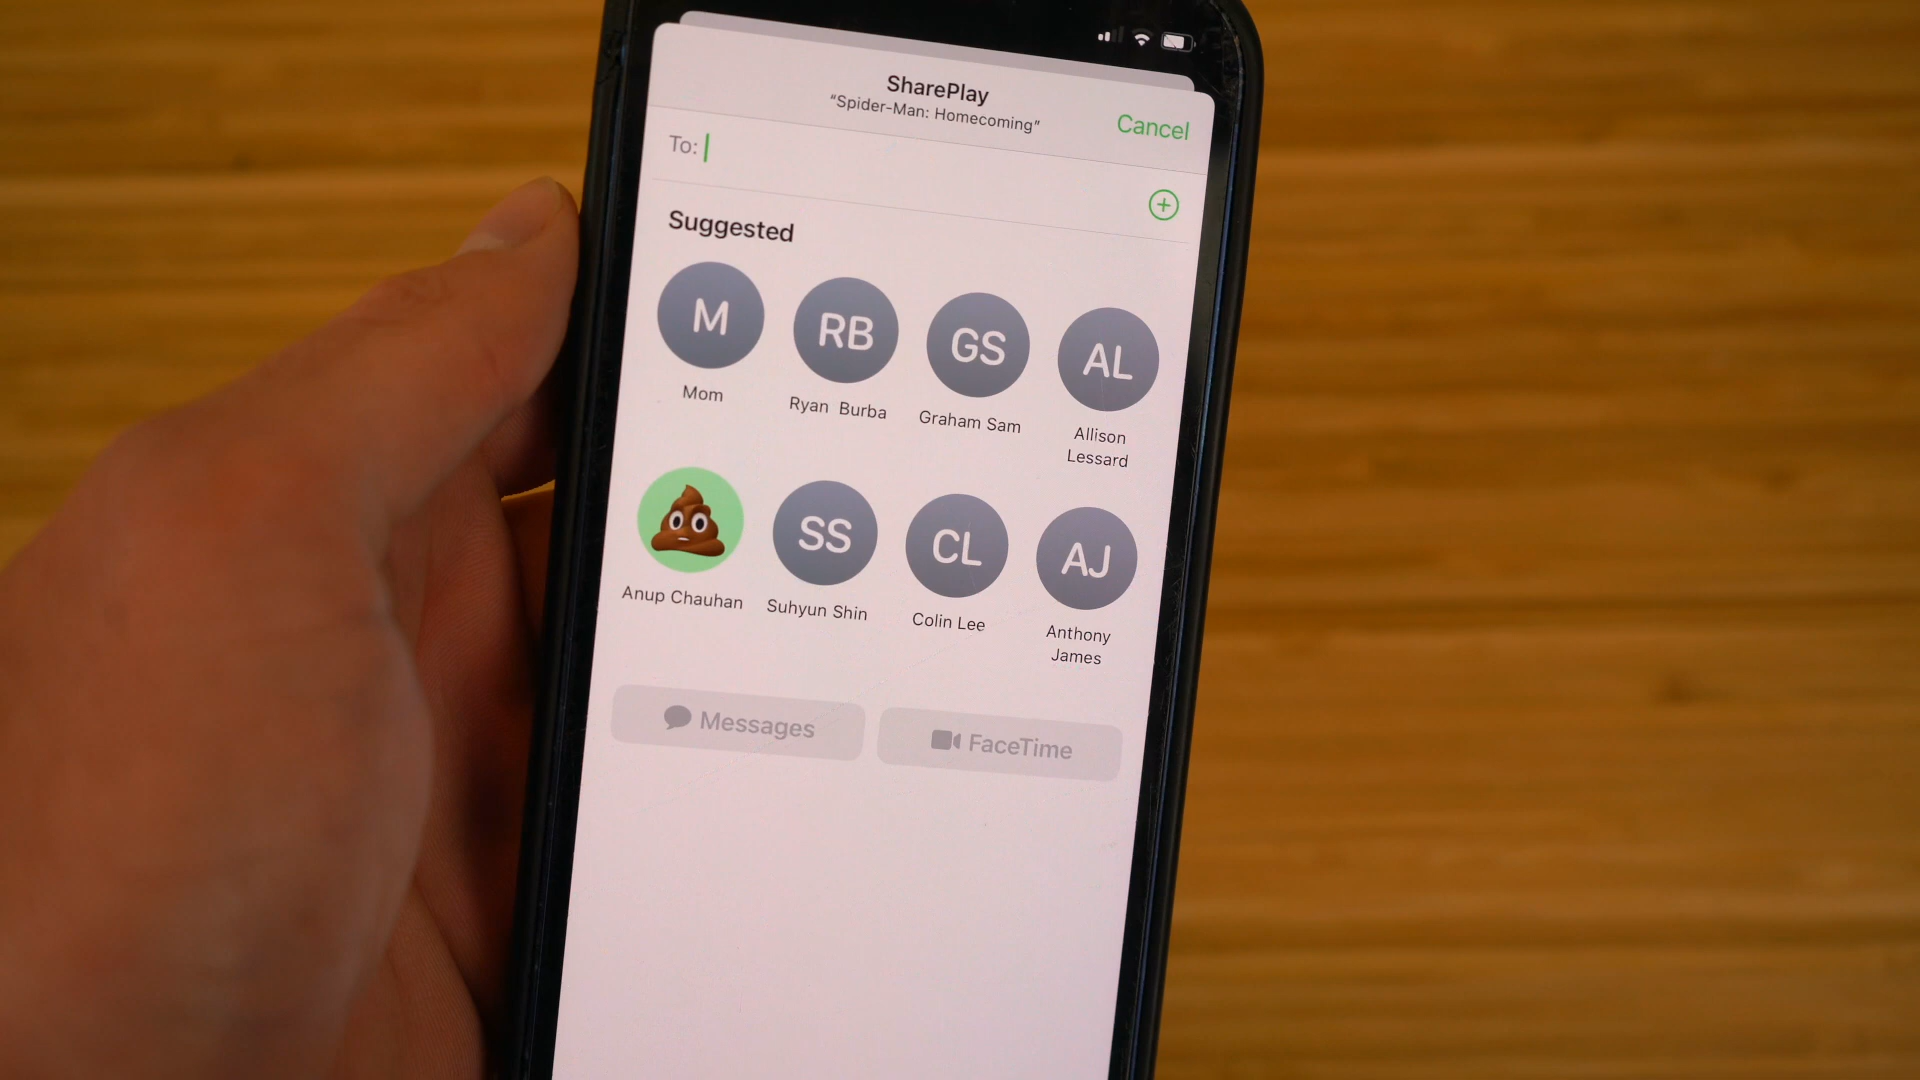 SharePlay
“Spider-Man: Homecoming”
Cancel
To:
Suggested
M
RB
GS
AL
Mom
Ryan Burba
Graham Sam
Allison
Lessard
SS
CL
AJ
Anup Chauhan
Suhyun Shin
Colin Lee
Anthony
James
Messages
FaceTime